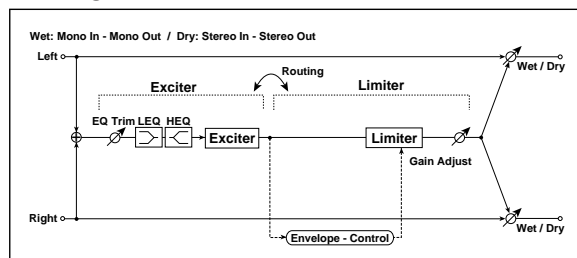 Wet: Mono In - Mono Out / Dry: Stereo In - Stereo Out
Left
Wet / Dry
Routing
Exciter
Limiter
EQ Trim LEQ HEQ
Exciter
Limiter
Gain Adjust
Right
Wet / Dry
Envelope - Control